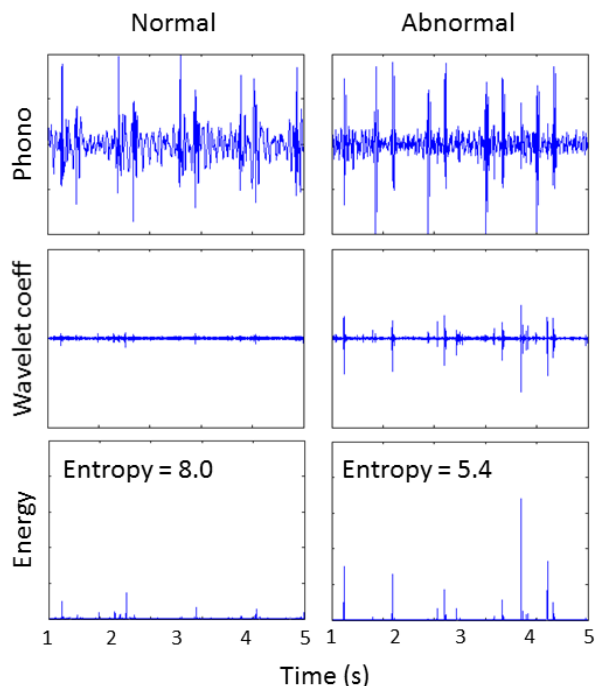 Normal Abnormal
Phono
Wavelet coeff
Energy
Entropy = 8.0 Entropy = 5.4
1 2 3 4 5 1 2 3 4 5
Time (s)